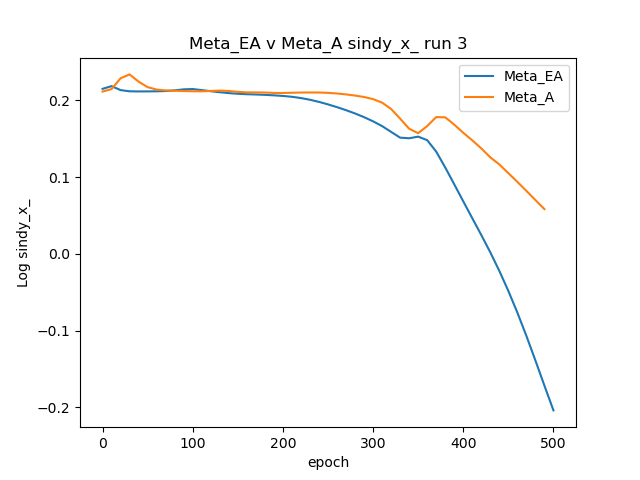 Meta_EA v Meta_A sindy_x_ run 3
Meta_EA
Meta_A
Log sindy_x_
0.2
0.1
0.0
−0.1
−0.2
0
100
200
300
400
500
epoch